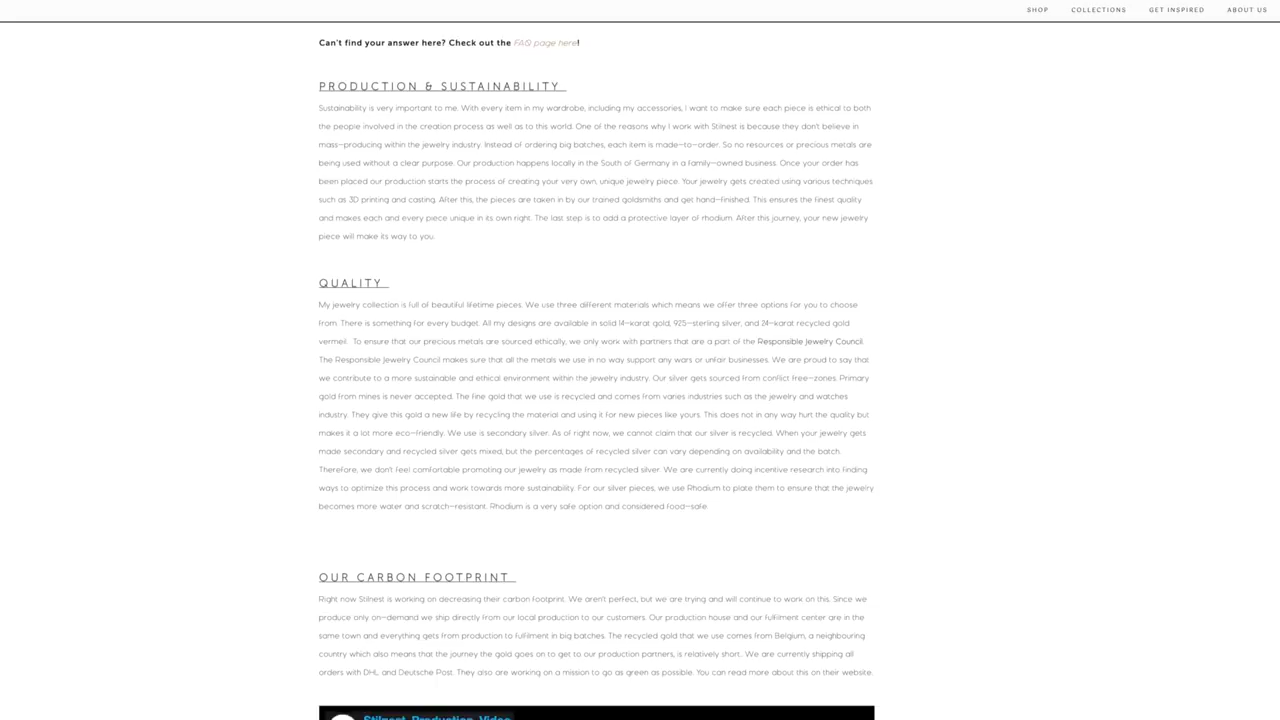 SHOP COLLECTIONS GET INSPIRED ABOUT US
Can't find your answer here? Check out the FAQ page here!
PRODUCTION & SUSTAINABILITY
Sustainability is very important to me. With every item in my wardrobe, including my accessories, I want to make sure each piece is ethical to both
the people involved in the creation process as well as to this world. One of the reasons why I work with Stilnest is because they don't believe in
mass-producing within the jewelry industry. Instead of ordering big batches, each item is made-to-order. So no resources or precious metals are
being used without a clear purpose. Our production happens locally in the South of Germany in a family-owned business. Once your order has
been placed our production starts the process of creating your very own, unique jewelry piece. Your jewelry gets created using various techniques
such as 3D printing and casting. After this, the pieces are taken in by our trained goldsmiths and get hand-finished. This ensures the finest quality
and makes each and every piece unique in its own right. The last step is to add a protective layer of rhodium. After this journey, your new jewelry
piece will make its way to you.
QUALITY
My jewelry collection is full of beautiful lifetime pieces. We use three different materials which means we offer three options for you to choose
from. There is something for every budget. All my designs are available in solid 14-karat gold, 925-sterling silver, and 24-karat recycled gold
vermeil. To ensure that our precious metals are sourced ethically, we only work with partners that are a part of the Responsible Jewelry Council.
The Responsible Jewelry Council makes sure that all the metals we use in no way support any wars or unfair businesses. We are proud to say that
we contribute to a more sustainable and ethical environment within the jewelry industry. Our silver gets sourced from conflict free-zones. Primary
gold from mines is never accepted. The fine gold that we use is recycled and comes from varies industries such as the jewelry and watches
industry. They give this gold a new life by recycling the material and using it for new pieces like yours. This does not in any way hurt the quality but
makes it a lot more eco-friendly. We use is secondary silver. As of right now, we cannot claim that our silver is recycled. When your jewelry gets
made secondary and recycled silver gets mixed, but the percentages of recycled silver can vary depending on availability and the batch.
Therefore, we don't feel comfortable promoting our jewelry as made from recycled silver. We are currently doing incentive research into finding
ways to optimize this process and work towards more sustainability. For our silver pieces, we use Rhodium to plate them to ensure that the jewelry
becomes more water and scratch-resistant. Rhodium is a very safe option and considered food-safe.
OUR CARBON FOOTPRINT
Right now Stilnest is working on decreasing their carbon footprint. We aren't perfect, but we are trying and will continue to work on this. Since we
produce only on-demand we ship directly from our local production to our customers. Our production house and our fulfilment center are in the
same town and everything gets from production to fulfilment in big batches. The recycled gold that we use comes from Belgium, a neighbouring
country which also means that the journey the gold goes on to get to our production partners, is relatively short. We are currently shipping all
orders with DHL and Deutsche Post. They also are working on a mission to go as green as possible. You can read more about this on their website.
Stilnest Production Video